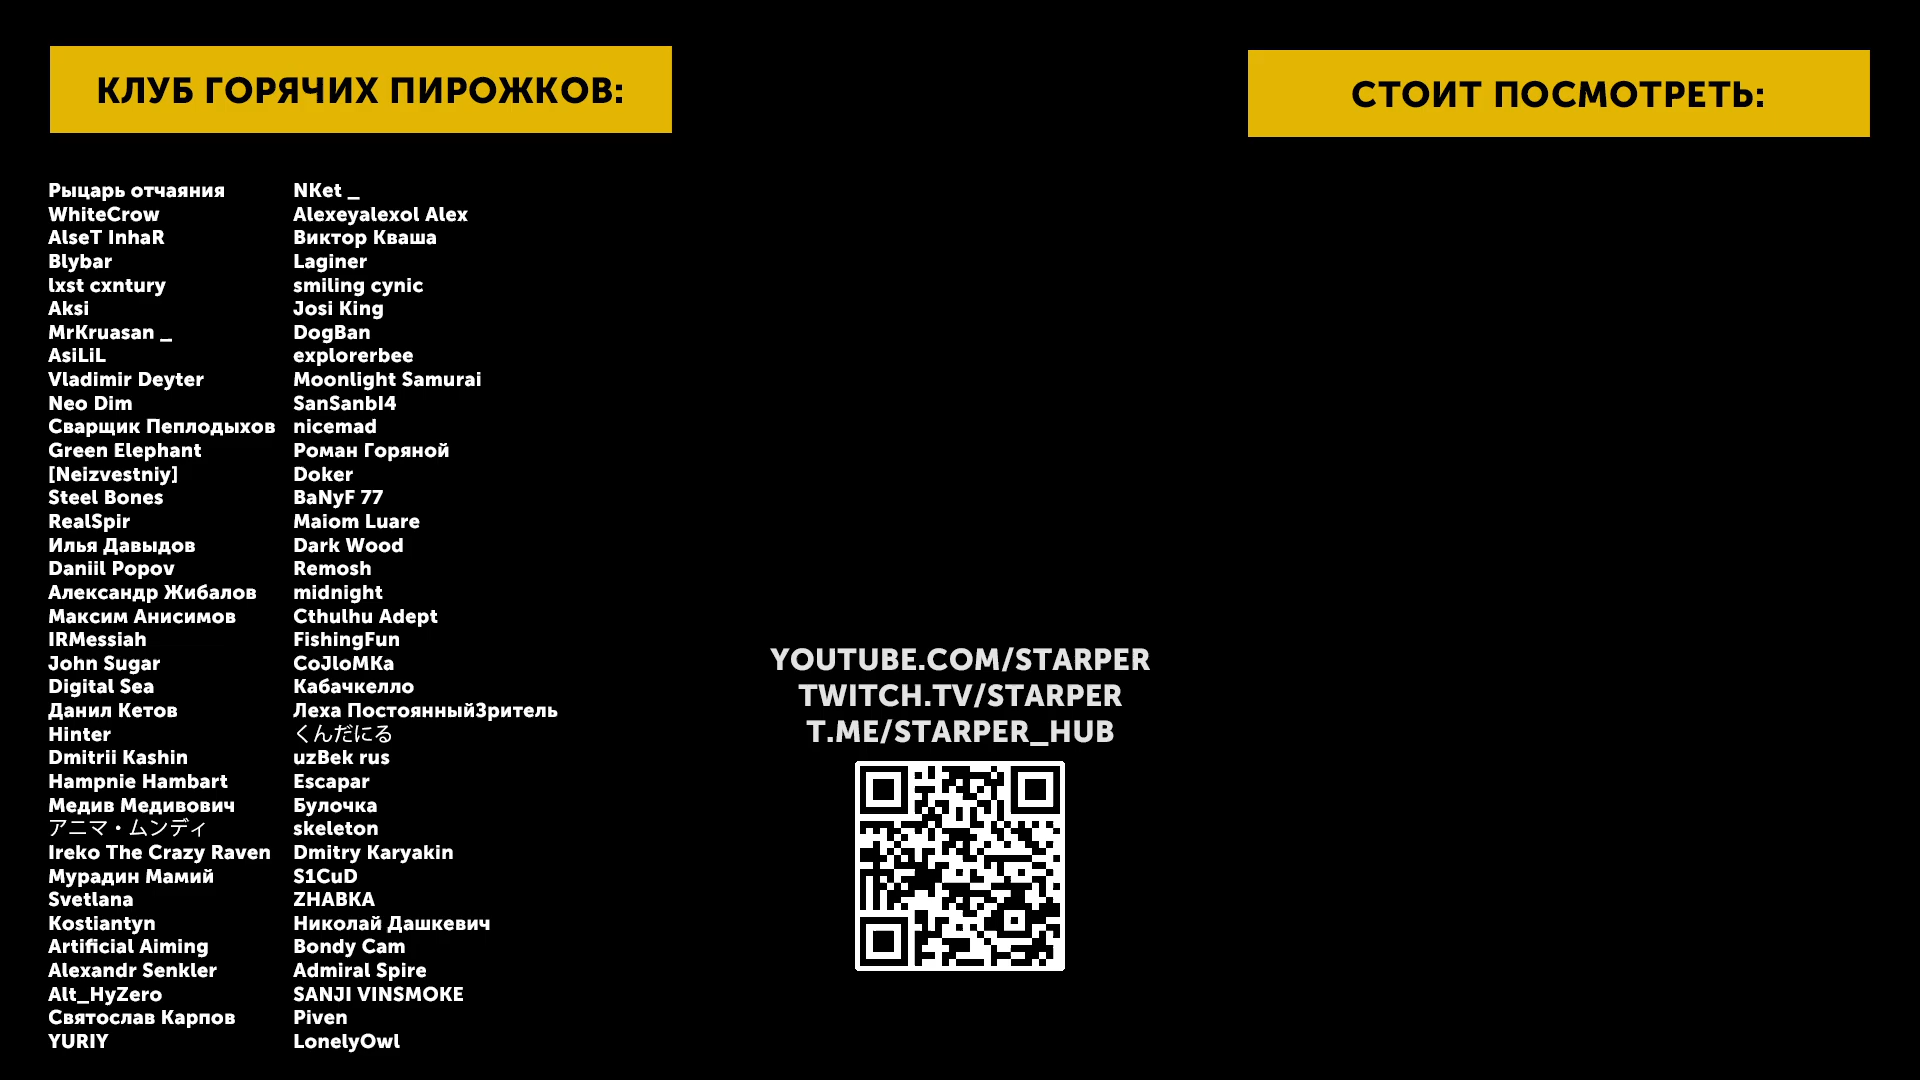 КЛУБ ГОРЯЧИХ ПИРОЖКОВ:
Рыцарь отчаяния
WhiteCrow
AlseT InhaR
Blybar
lxst cxntury
Aksi
MrKruasan _
AsiLiL
Vladimir Deyter
Neo Dim
Сварщик Пеплодыхов
Green Elephant
[Neizvestniy]
Steel Bones
RealSpir
Илья Давыдов
Daniil Popov
Александр Жибалов
Максим Анисимов
IRMessiah
John Sugar
Digital Sea
Данил Кетов
Hinter
Dmitrii Kashin
Hampnie Hambart
Медив Медивович
アニマ・ムンディ
Ireko The Crazy Raven
Мурадин Мамий
Svetlana
Kostiantyn
Artificial Aiming
Alexandr Senkler
Alt_HyZero
Святослав Карпов
YURIY
NKet _
Alexeyalexol Alex
Виктор Кваша
Laginer
smiling cynic
Josi King
DogBan
explorerbee
Moonlight Samurai
SanSanbI4
nicemad
Роман Горяной
Doker
BaNyF 77
Maiom Luare
Dark Wood
Remosh
midnight
Cthulhu Adept
FishingFun
CoJloMKa
Кабачкелло
Леха ПостоянныйЗритель
くんだにる
uzBek rus
Escapar
Булочка
skeleton
Dmitry Karyakin
S1CuD
ZHABKA
Николай Дашкевич
Bondy Cam
Admiral Spire
SANJI VINSMOKE
Piven
LonelyOwl
YOUTUBE.COM/STARPER
TWITCH.TV/STARPER
T.ME/STARPER_HUB
СТОИТ ПОСМОТРЕТЬ: